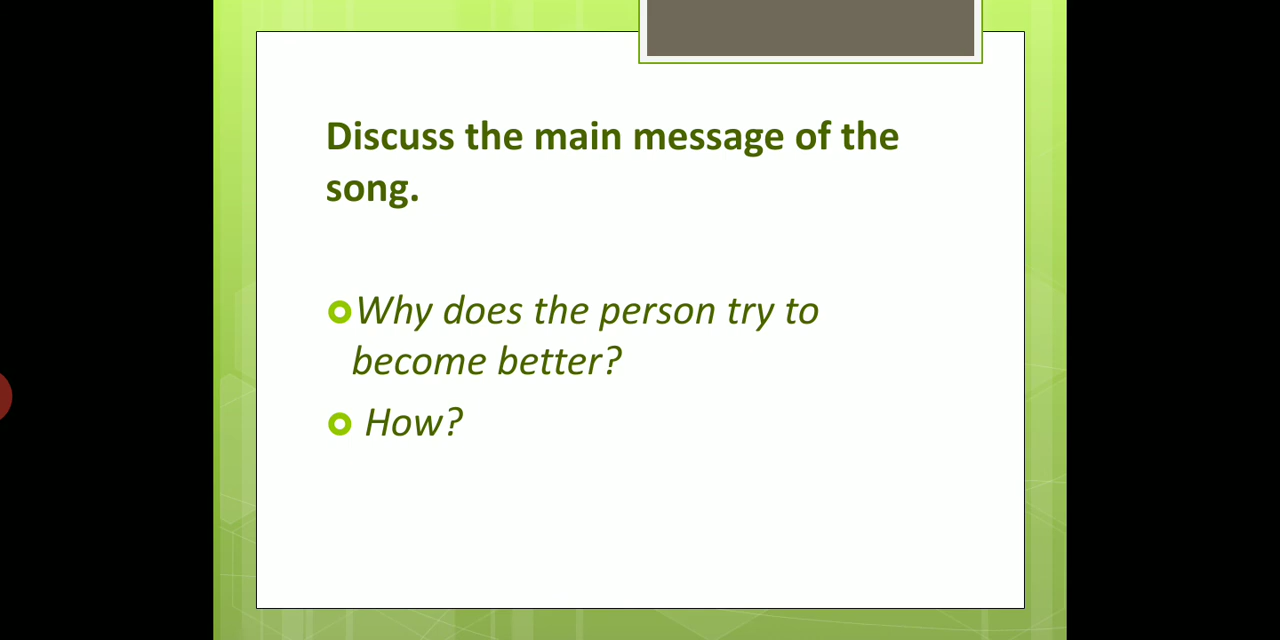 Discuss the main message of the
song.
Why does the person try to
become better?
How?